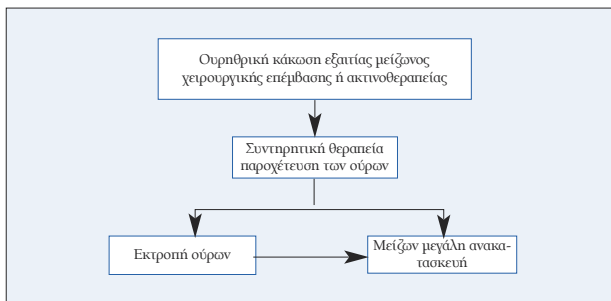 Ουρηθρική κάκωση εξαιτίας μείζονος
χειρουργικής επέμβασης ή ακτινοθεραπείας
Συντηρητική θεραπεία
παροχέτευση των ούρων
Εκτροπή ούρων
Μείζων μεγάλη ανακα-
τασκευή